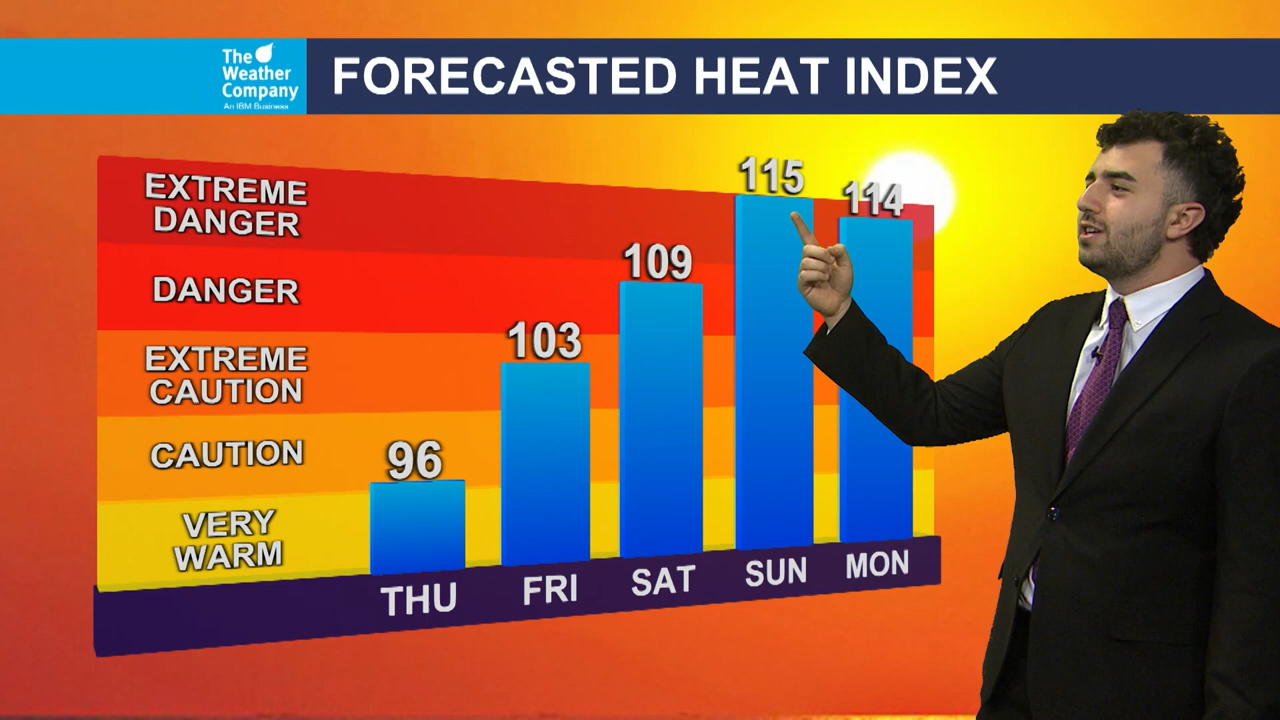 The
Weather
Company
An IBM Business
FORECASTED HEAT INDEX
EXTREME
DANGER
DANGER
EXTREME
CAUTION
CAUTION
VERY
WARM
96
103
109
115
114
THU
FRI
SAT
SUN
MON